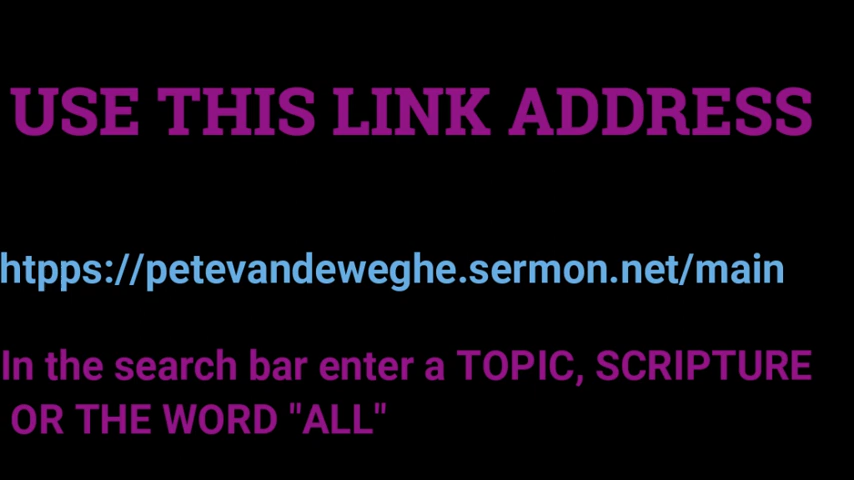 USE THIS LINK ADDRESS
htpps://petevandeweghe.sermon.net/main
In the search bar enter a TOPIC, SCRIPTURE
OR THE WORD "ALL"